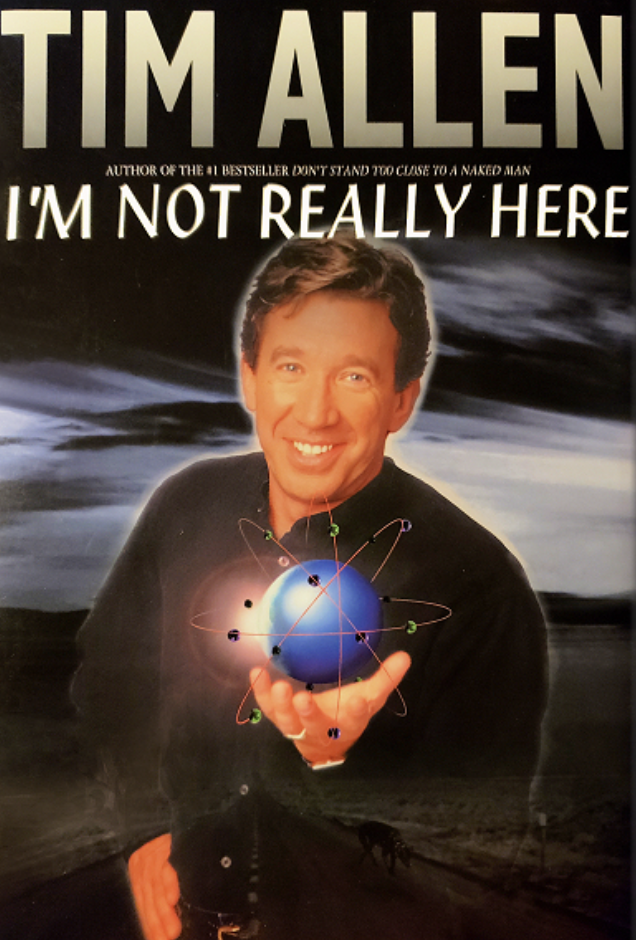 TIM ALLEN
AUTHOR OF THE #1 BESTSELLER DON'T STAND TOO CLOSE TO A NAKED MAN
I'M NOT REALLY HERE